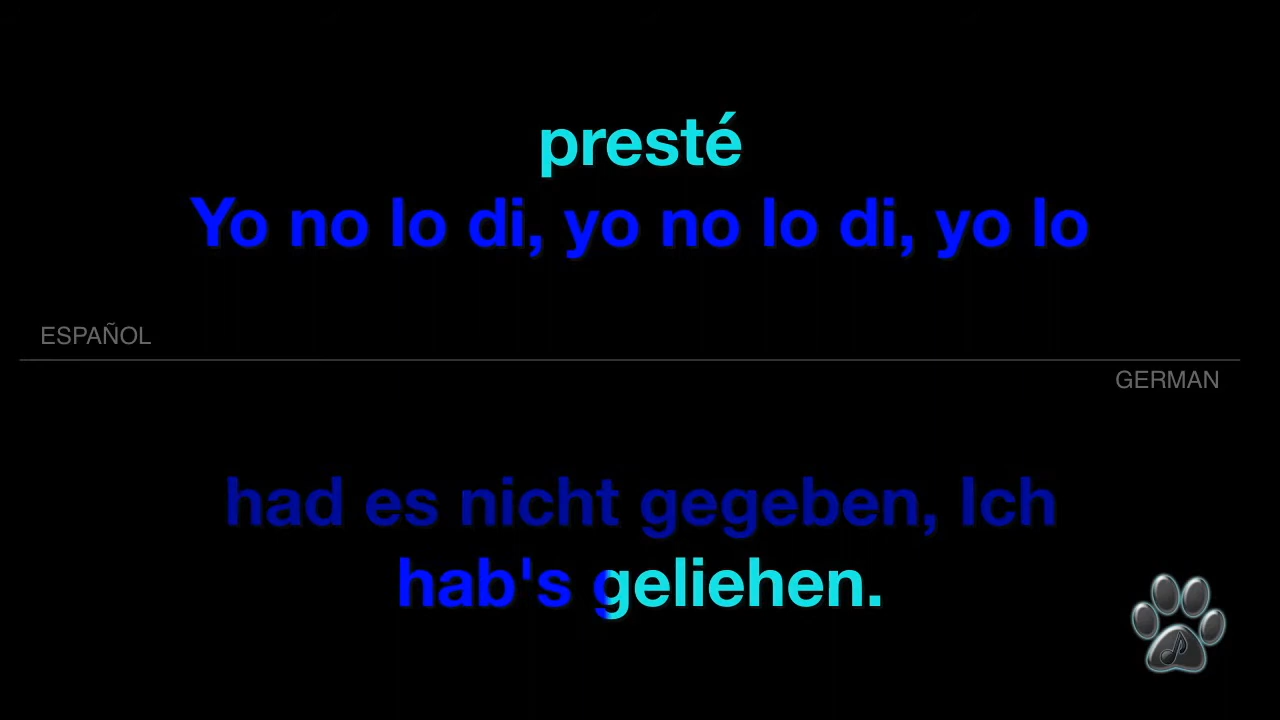 presté
Yo no lo di, yo no lo di, yo lo
ESPAÑOL
GERMAN
had es nicht gegeben, Ich
hab's geliehen.